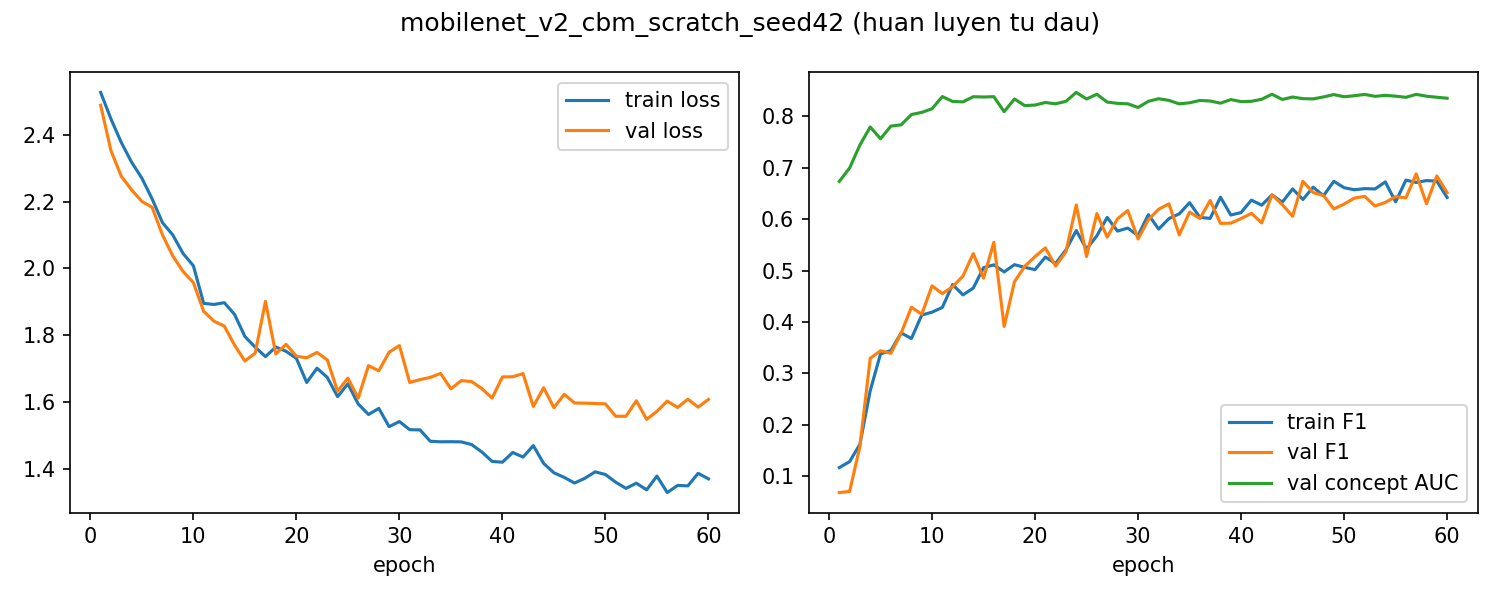 mobilenet_v2_cbm_scratch_seed42 (huan luyen tu dau)
train loss
val loss
2.4
2.2
2.0
1.8
1.6
1.4
0 10 20 30 40 50 60
epoch
0.8
0.7
0.6
0.5
0.4
0.3
0.2
0.1
train F1
val F1
val concept AUC
0 10 20 30 40 50 60
epoch